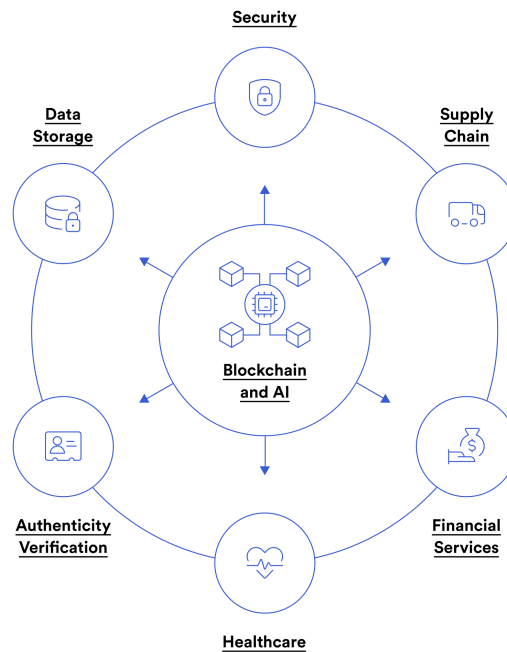 Security
Data
Storage
Supply
Chain
Blockchain
and AI
$
Authenticity
Verification
Financial
Services
Healthcare